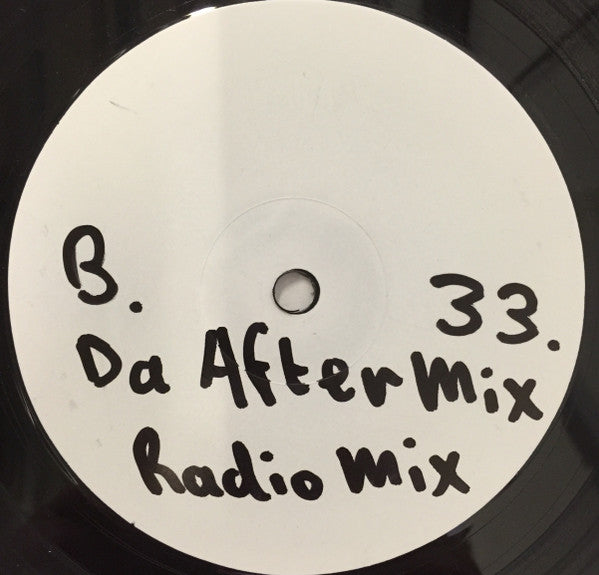 B.
33.
Da After Mix
Radio Mix